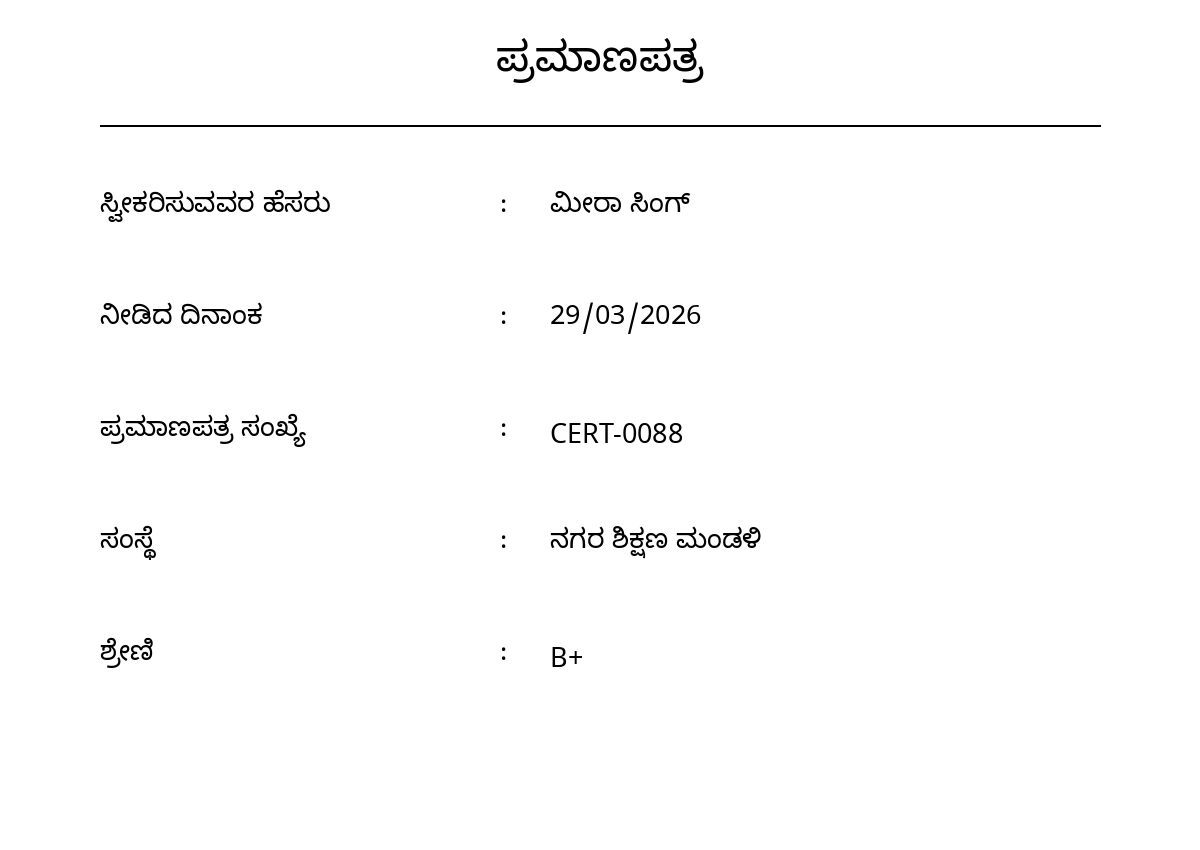 ಪ್ರಮಾಣಪತ್ರ
ಸ್ವೀಕರಿಸುವವರ ಹೆಸರು : ಮೀರಾ ಸಿಂಗ್
ನೀಡಿದ ದಿನಾಂಕ : 29/03/2026
ಪ್ರಮಾಣಪತ್ರ ಸಂಖ್ಯೆ : CERT-0088
ಸಂಸ್ಥೆ : ನಗರ ಶಿಕ್ಷಣ ಮಂಡಳಿ
ಶ್ರೇಣಿ : B+